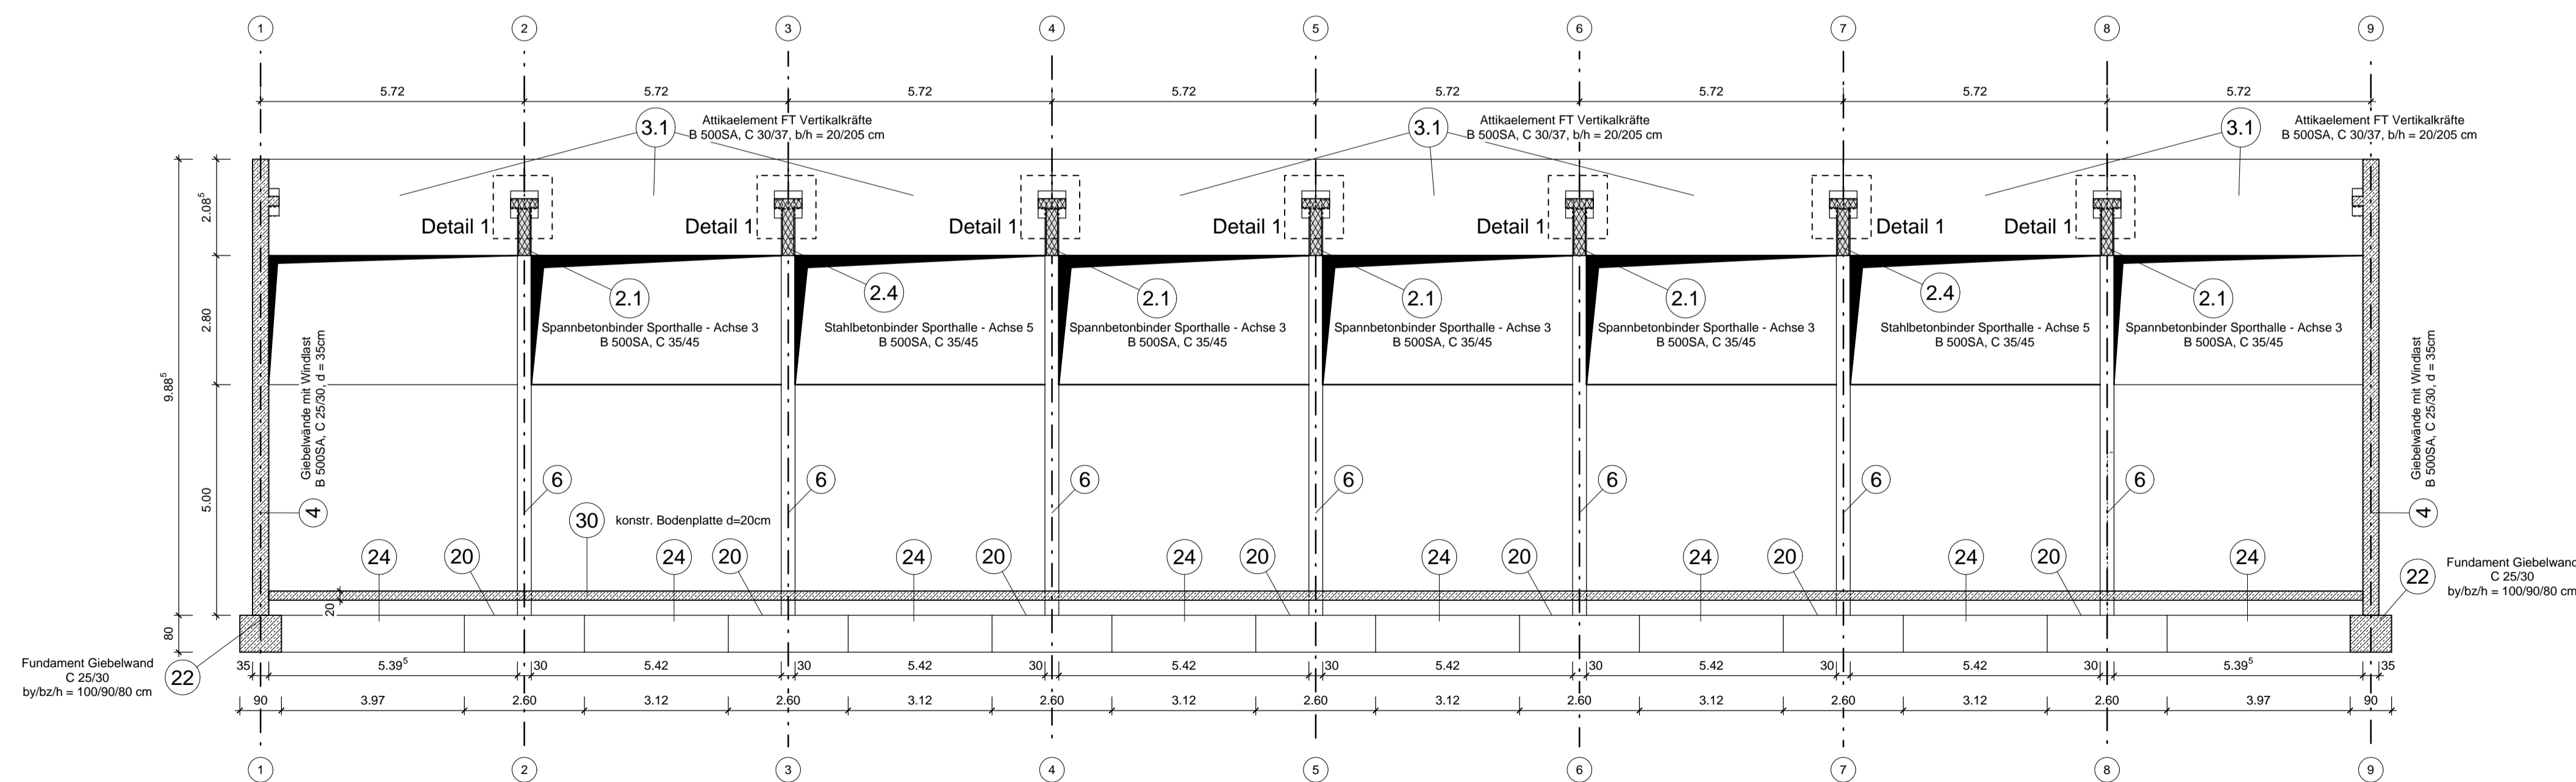 1 2 3 4 5 6 7 8 9
5.72 5.72 5.72 5.72 5.72 5.72 5.72 5.72
3.1
Attikaelement FT Vertikalkräfte
B 500SA, C 30/37, b/h = 20/205 cm
3.1
Attikaelement FT Vertikalkräfte
B 500SA, C 30/37, b/h = 20/205 cm
3.1
Attikaelement FT Vertikalkräfte
B 500SA, C 30/37, b/h = 20/205 cm
9.88⁵
2.08⁵
2.80
5.00
80
Detail 1 Detail 1 Detail 1 Detail 1 Detail 1 Detail 1 Detail 1
2.1
Spannbetonbinder Sporthalle - Achse 3
B 500SA, C 35/45
2.4
Stahlbetonbinder Sporthalle - Achse 5
B 500SA, C 35/45
2.1
Spannbetonbinder Sporthalle - Achse 3
B 500SA, C 35/45
2.1
Spannbetonbinder Sporthalle - Achse 3
B 500SA, C 35/45
2.1
Spannbetonbinder Sporthalle - Achse 3
B 500SA, C 35/45
2.4
Stahlbetonbinder Sporthalle - Achse 5
B 500SA, C 35/45
2.1
Spannbetonbinder Sporthalle - Achse 3
B 500SA, C 35/45
Giebelwände mit Windlast
B 500SA, C 25/30, d = 35cm
4
Giebelwände mit Windlast
B 500SA, C 25/30, d = 35cm
4
6 6 6 6 6 6 6
30 konstr. Bodenplatte d=20cm
24 20 24 20 24 20 24 20 24 20 24 20 24 20 24
20
22
Fundament Giebelwand
C 25/30
by/bz/h = 100/90/80 cm
Fundament Giebelwand
C 25/30
by/bz/h = 100/90/80 cm
22
35 5.39⁵ 30 5.42 30 5.42 30 5.42 30 5.42 30 5.42 30 5.42 30 5.39⁵ 35
90 3.97 2.60 3.12 2.60 3.12 2.60 3.12 2.60 3.12 2.60 3.12 2.60 3.12 2.60 3.97 90
1 2 3 4 5 6 7 8 9